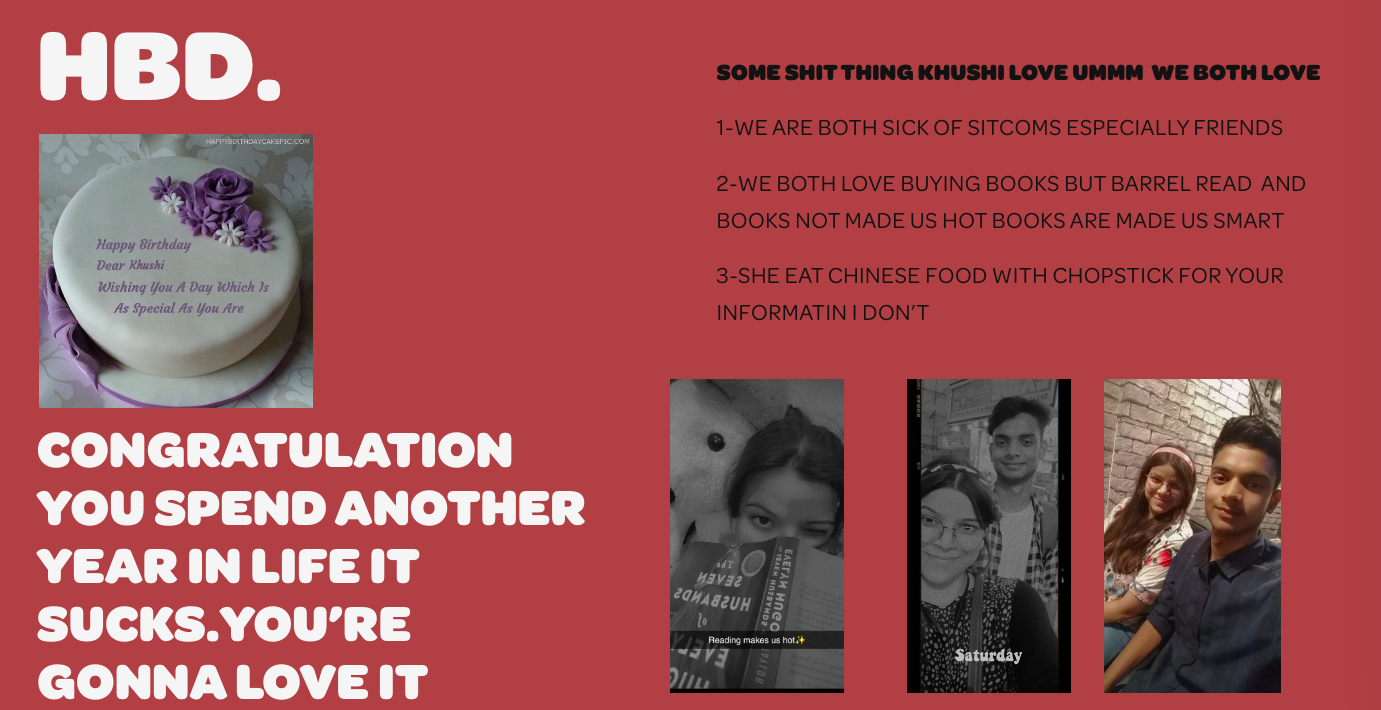 HBD.
HAPPYBIRTHDAYCAKEPIC.COM
Happy Birthday
Dear Khushi
Wishing You A Day Which Is
As Special As You Are
CONGRATULATION
YOU SPEND ANOTHER
YEAR IN LIFE IT
SUCKS.YOU’RE
GONNA LOVE IT
SOME SHIT THING KHUSHI LOVE UMMM WE BOTH LOVE
1-WE ARE BOTH SICK OF SITCOMS ESPECIALLY FRIENDS
2-WE BOTH LOVE BUYING BOOKS BUT BARREL READ AND
BOOKS NOT MADE US HOT BOOKS ARE MADE US SMART
3-SHE EAT CHINESE FOOD WITH CHOPSTICK FOR YOUR
INFORMATIN I DON’T
The
SEVEN
HUSBANDS
of
EVELYN HUGO
Reading makes us hot✨
Saturday